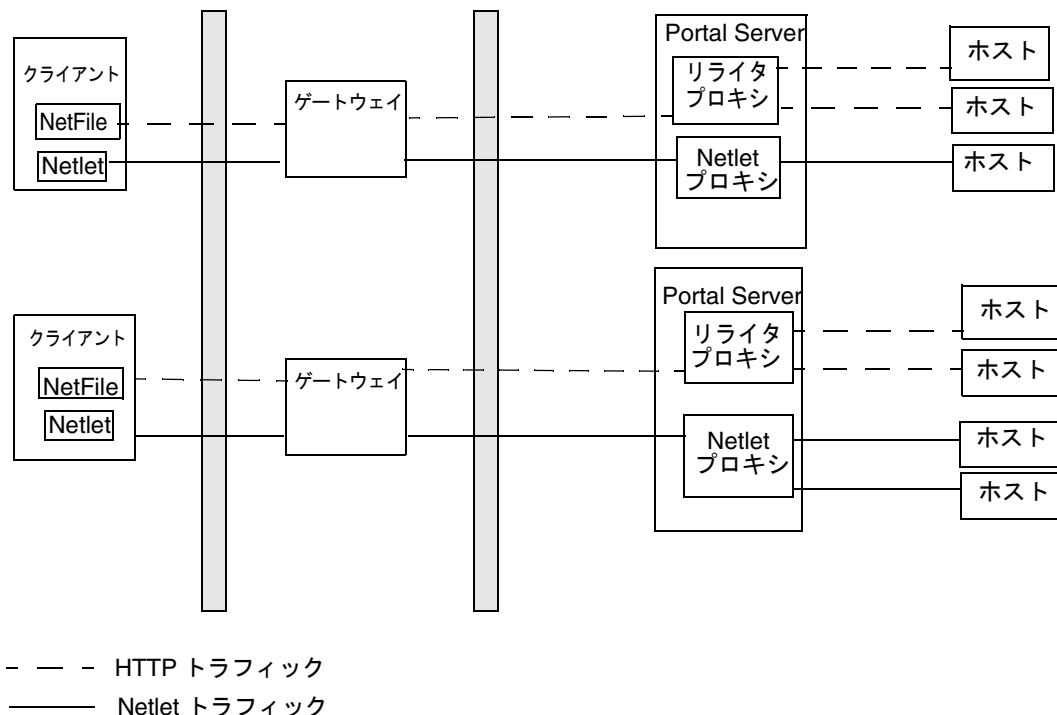 Portal Server
クライアント
NetFile
Netlet
ゲートウェイ
リライタ
プロキシ
Netlet
プロキシ
ホスト
ホスト
ホスト
Portal Server
クライアント
NetFile
Netlet
ゲートウェイ
リライタ
プロキシ
Netlet
プロキシ
ホスト
ホスト
ホスト
ホスト
HTTP トラフィック
Netlet トラフィック